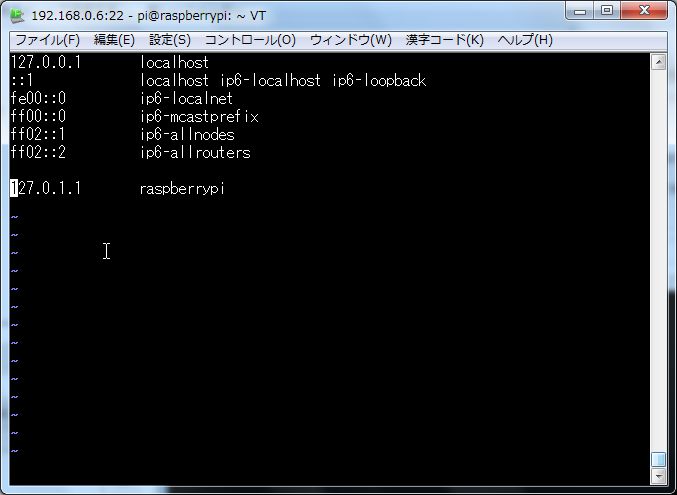 192.168.0.6:22 - pi@raspberrypi: ~ VT
ファイル(F) 編集(E) 設定(S) コントロール(O) ウィンドウ(W) 漢字コード(K) ヘルプ(H)
127.0.0.1 localhost
::1 localhost ip6-localhost ip6-loopback
fe00::0 ip6-localnet
ff00::0 ip6-mcastprefix
ff02::1 ip6-allnodes
ff02::2 ip6-allrouters
127.0.1.1 raspberrypi
~
~
~
~
~
~
~
~
~
~
~
~
~
~